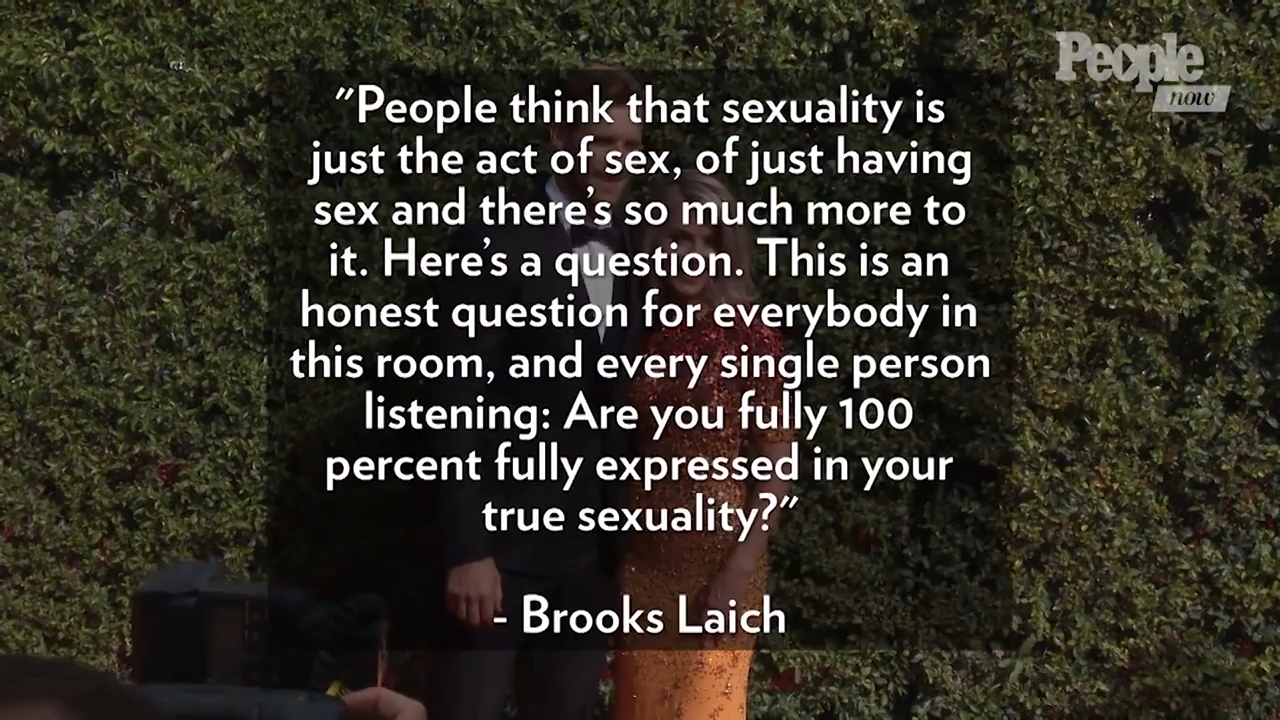 People
now
"People think that sexuality is
just the act of sex, of just having
sex and there's so much more to
it. Here's a question. This is an
honest question for everybody in
this room, and every single person
listening: Are you fully 100
percent fully expressed in your
true sexuality?"
- Brooks Laich